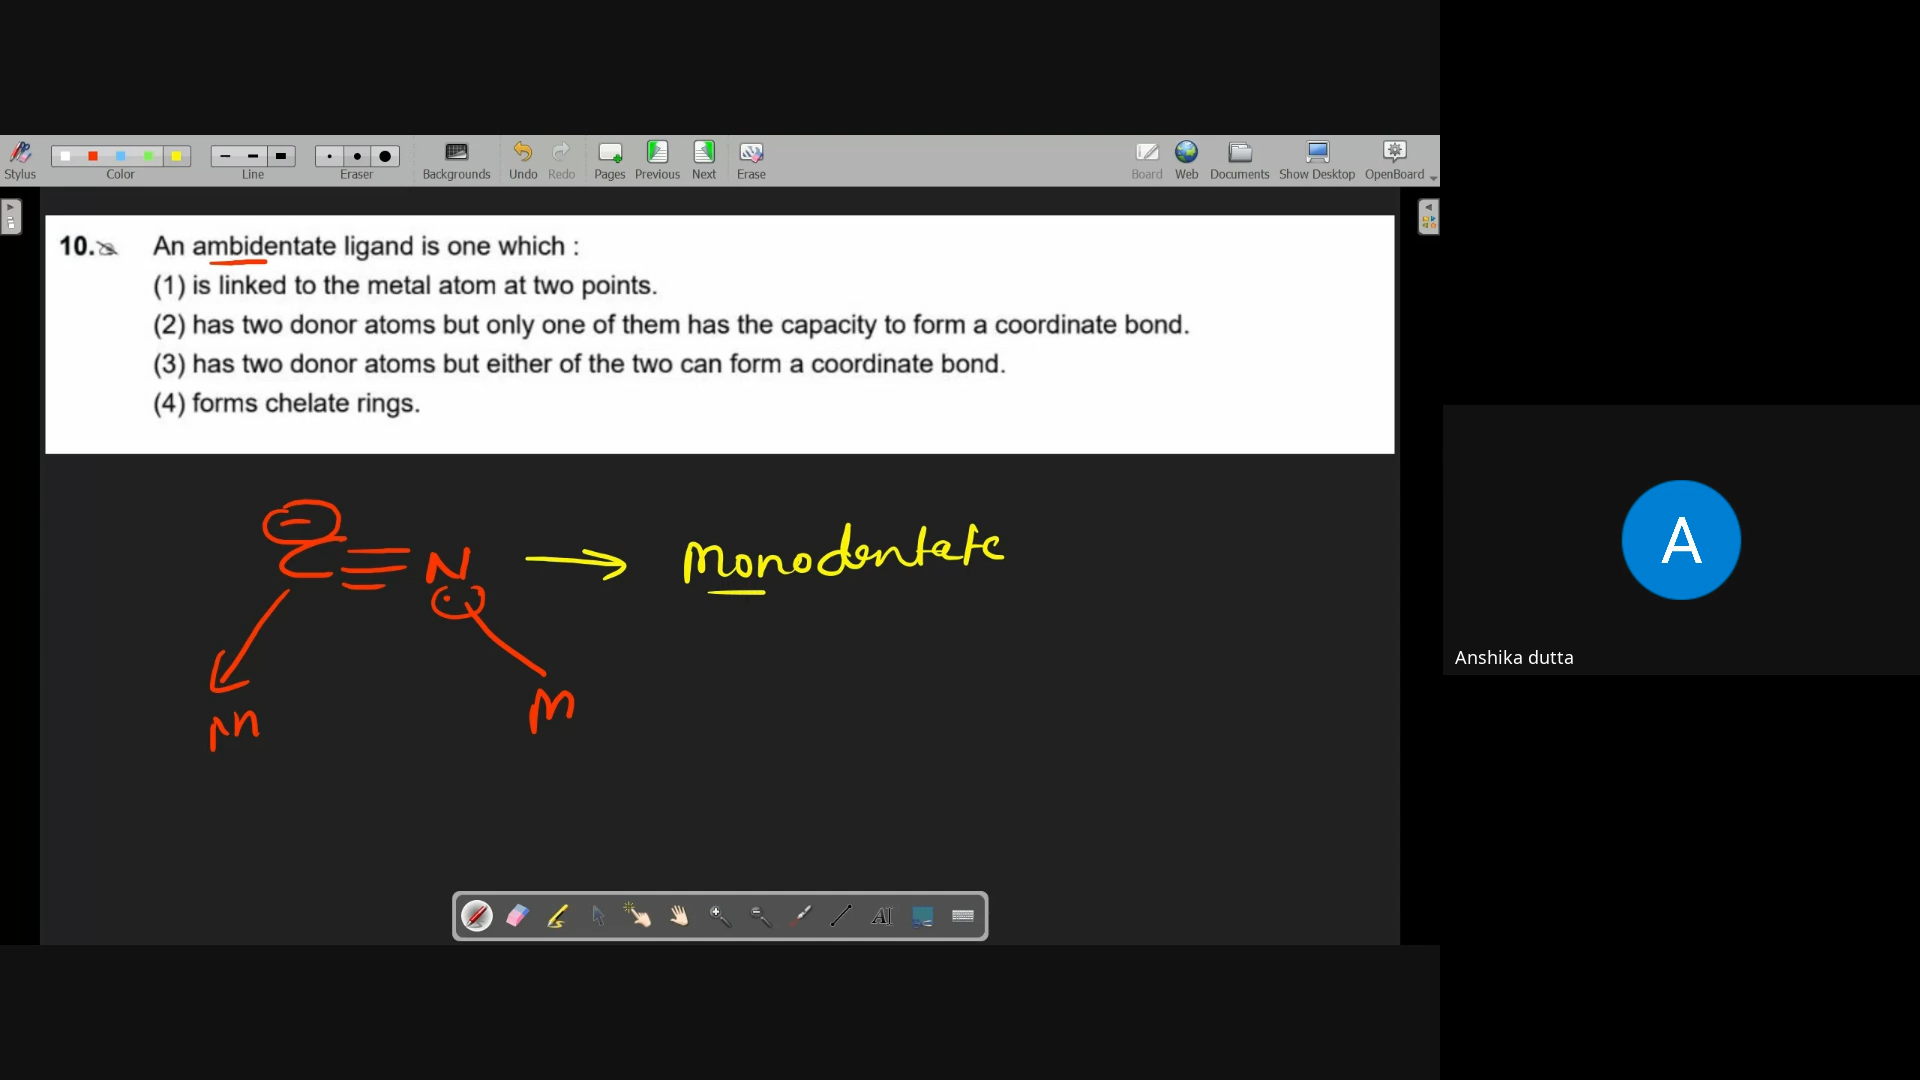 Stylus Color Line Eraser Backgrounds Undo Redo Pages Previous Next Erase Board Web Documents Show Desktop OpenBoard
10. An ambidentate ligand is one which :
(1) is linked to the metal atom at two points.
(2) has two donor atoms but only one of them has the capacity to form a coordinate bond.
(3) has two donor atoms but either of the two can form a coordinate bond.
(4) forms chelate rings.
C≡N → Monodentate
M M
A
Anshika dutta
AI